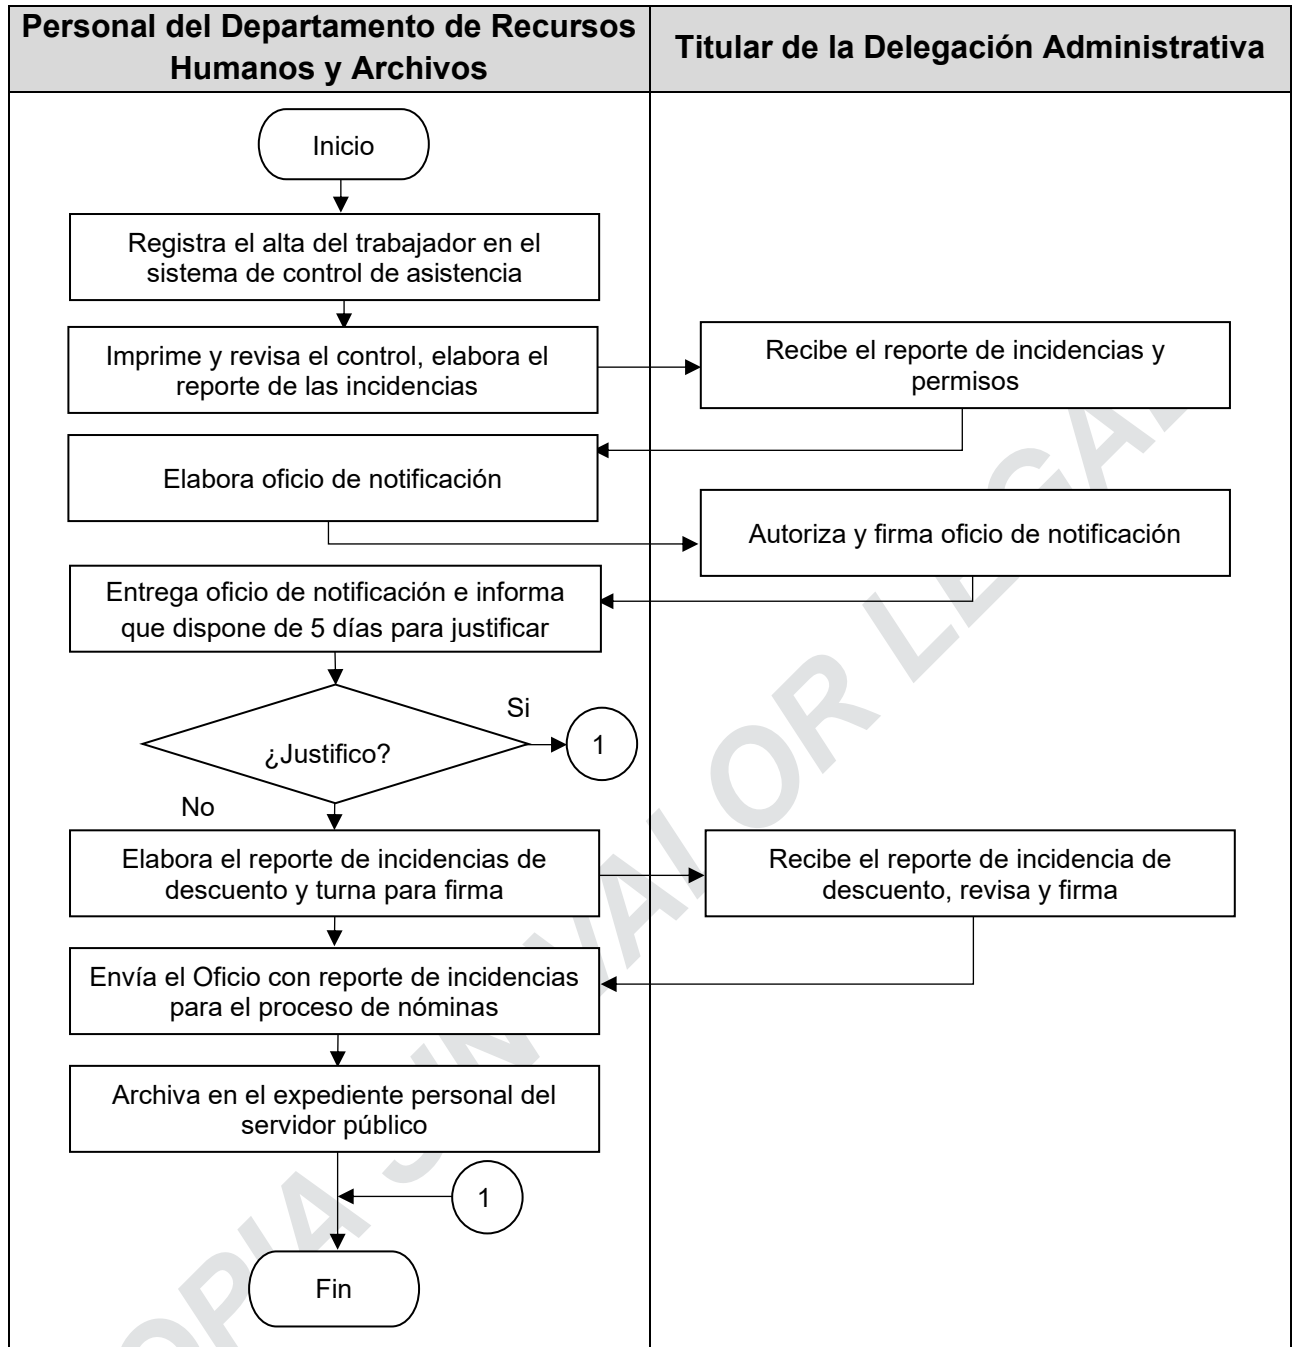 Personal del Departamento de Recursos
Humanos y Archivos
Titular de la Delegación Administrativa
Inicio
Registra el alta del trabajador en el
sistema de control de asistencia
Imprime y revisa el control, elabora el
reporte de las incidencias
Recibe el reporte de incidencias y
permisos
Elabora oficio de notificación
Autoriza y firma oficio de notificación
Entrega oficio de notificación e informa
que dispone de 5 días para justificar
¿Justifico?
Si
1
No
Elabora el reporte de incidencias de
descuento y turna para firma
Recibe el reporte de incidencia de
descuento, revisa y firma
Envía el Oficio con reporte de incidencias
para el proceso de nóminas
Archiva en el expediente personal del
servidor público
1
Fin